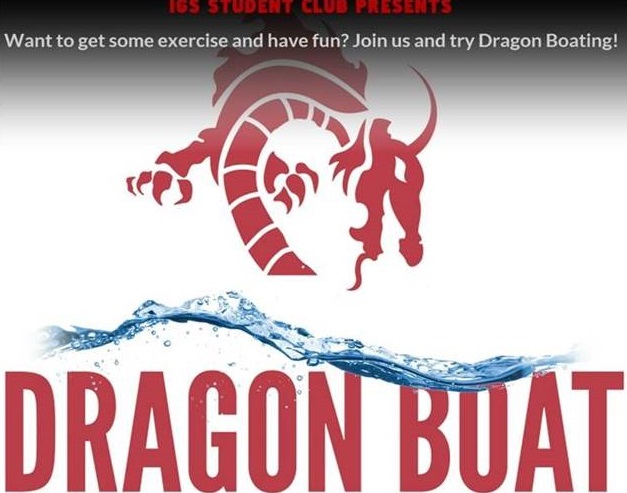 IGS STUDENT CLUB PRESENTS
Want to get some exercise and have fun? Join us and try Dragon Boating!
DRAGON BOAT